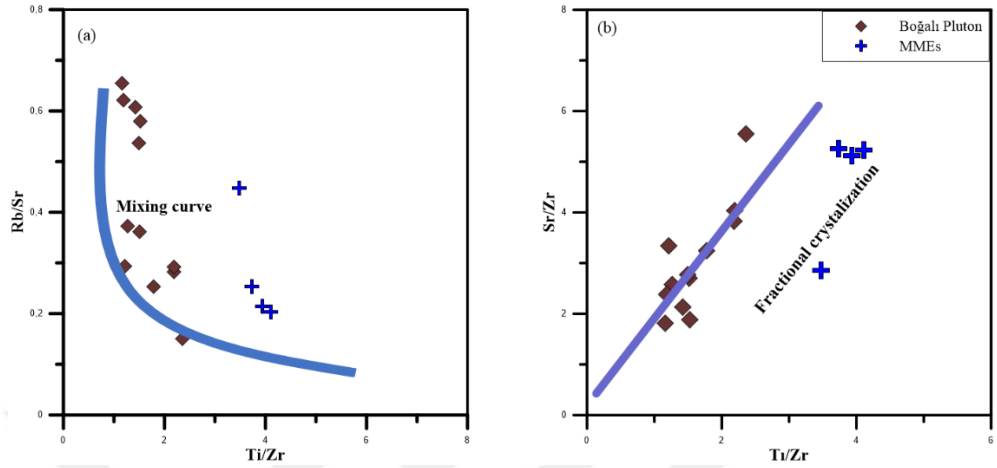 (a)
0.8
0.6
0.4
0.2
0
Rb/Sr
Mixing curve
0
2
4
6
8
Ti/Zr
(b)
Boğalı Pluton
MMEs
8
6
4
2
0
Sr/Zr
Fractional crystalization
0
2
4
6
Tı/Zr